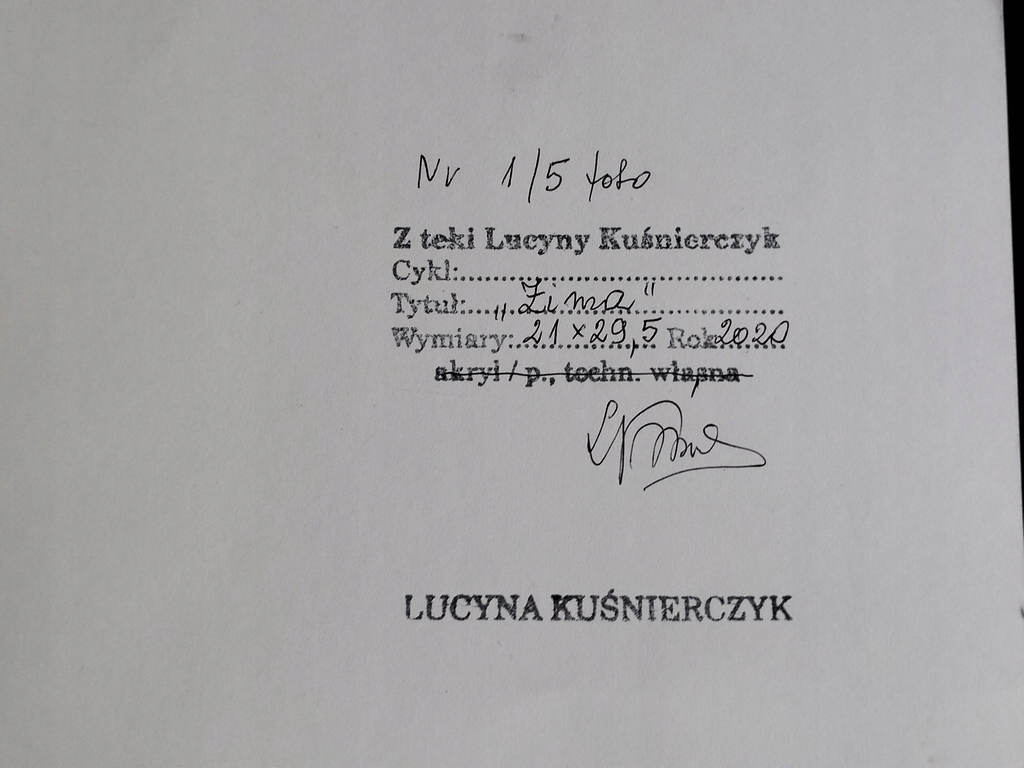 Nr 1/5 foto
Z teki Lucyny Kuśnierczyk
Cykl:........................................
Tytuł:....„Zima".................
Wymiary: 21 x 29,5 Rok 2020
akrył / p., techn. własna
LUCYNA KUŚNIERCZYK